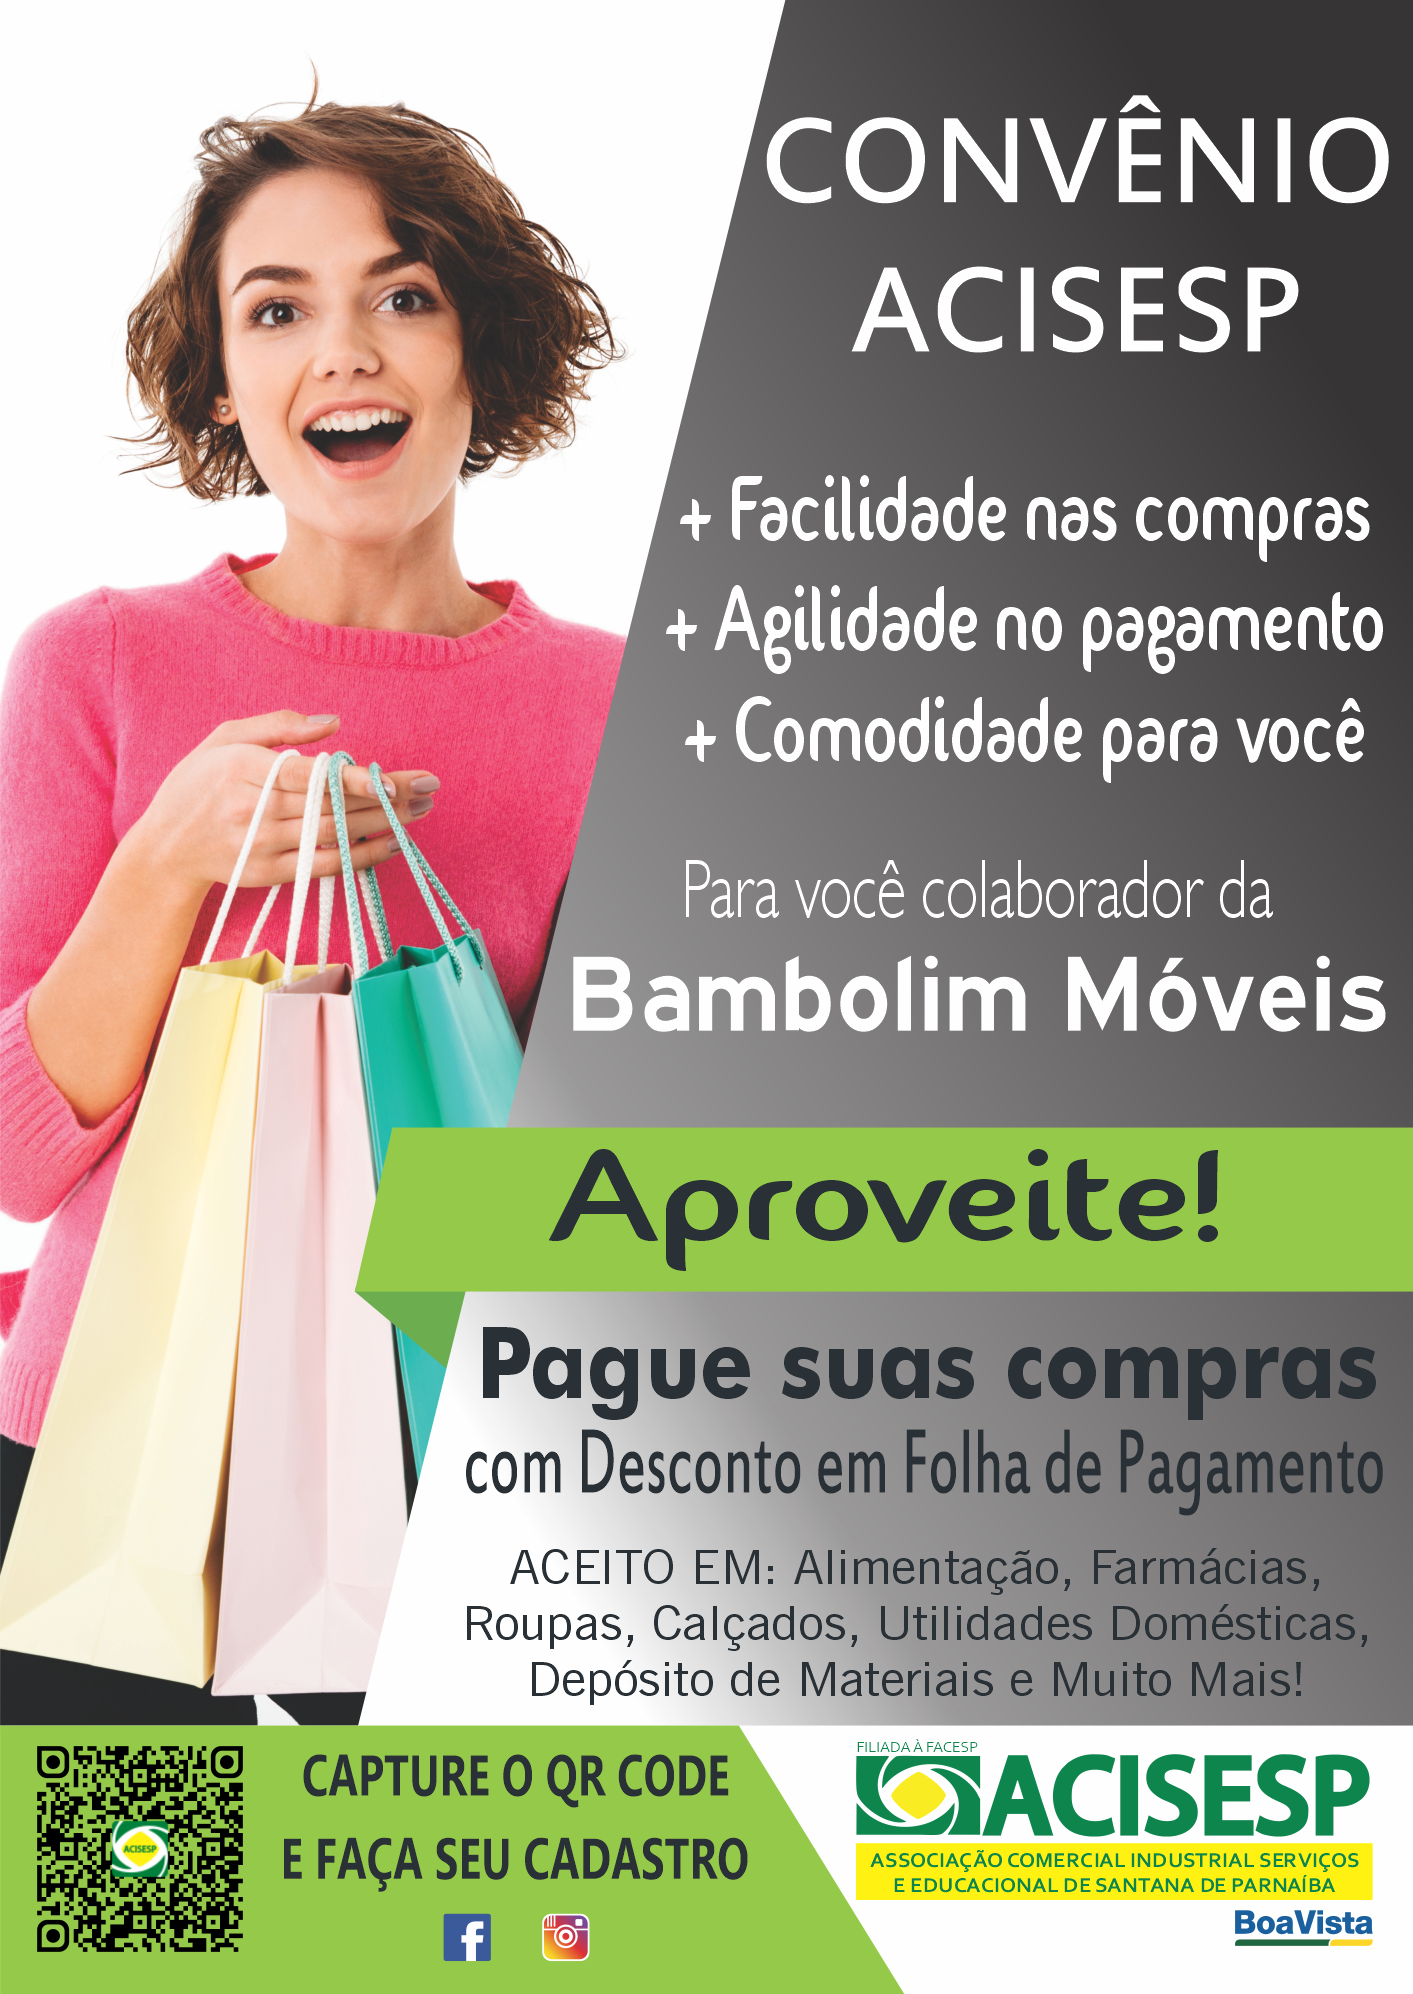 CONVÊNIO
ACISESP
+ Facilidade nas compras
+ Agilidade no pagamento
+ Comodidade para você
Para você colaborador da
Bambolim Móveis
Aproveite!
Pague suas compras
com Desconto em Folha de Pagamento
ACEITO EM: Alimentação, Farmácias,
Roupas, Calçados, Utilidades Domésticas,
Depósito de Materiais e Muito Mais!
ACISESP
CAPTURE O QR CODE
E FAÇA SEU CADASTRO
FILIADA À FACESP
ACISESP
ASSOCIAÇÃO COMERCIAL INDUSTRIAL SERVIÇOS
E EDUCACIONAL DE SANTANA DE PARNAÍBA
BoaVista